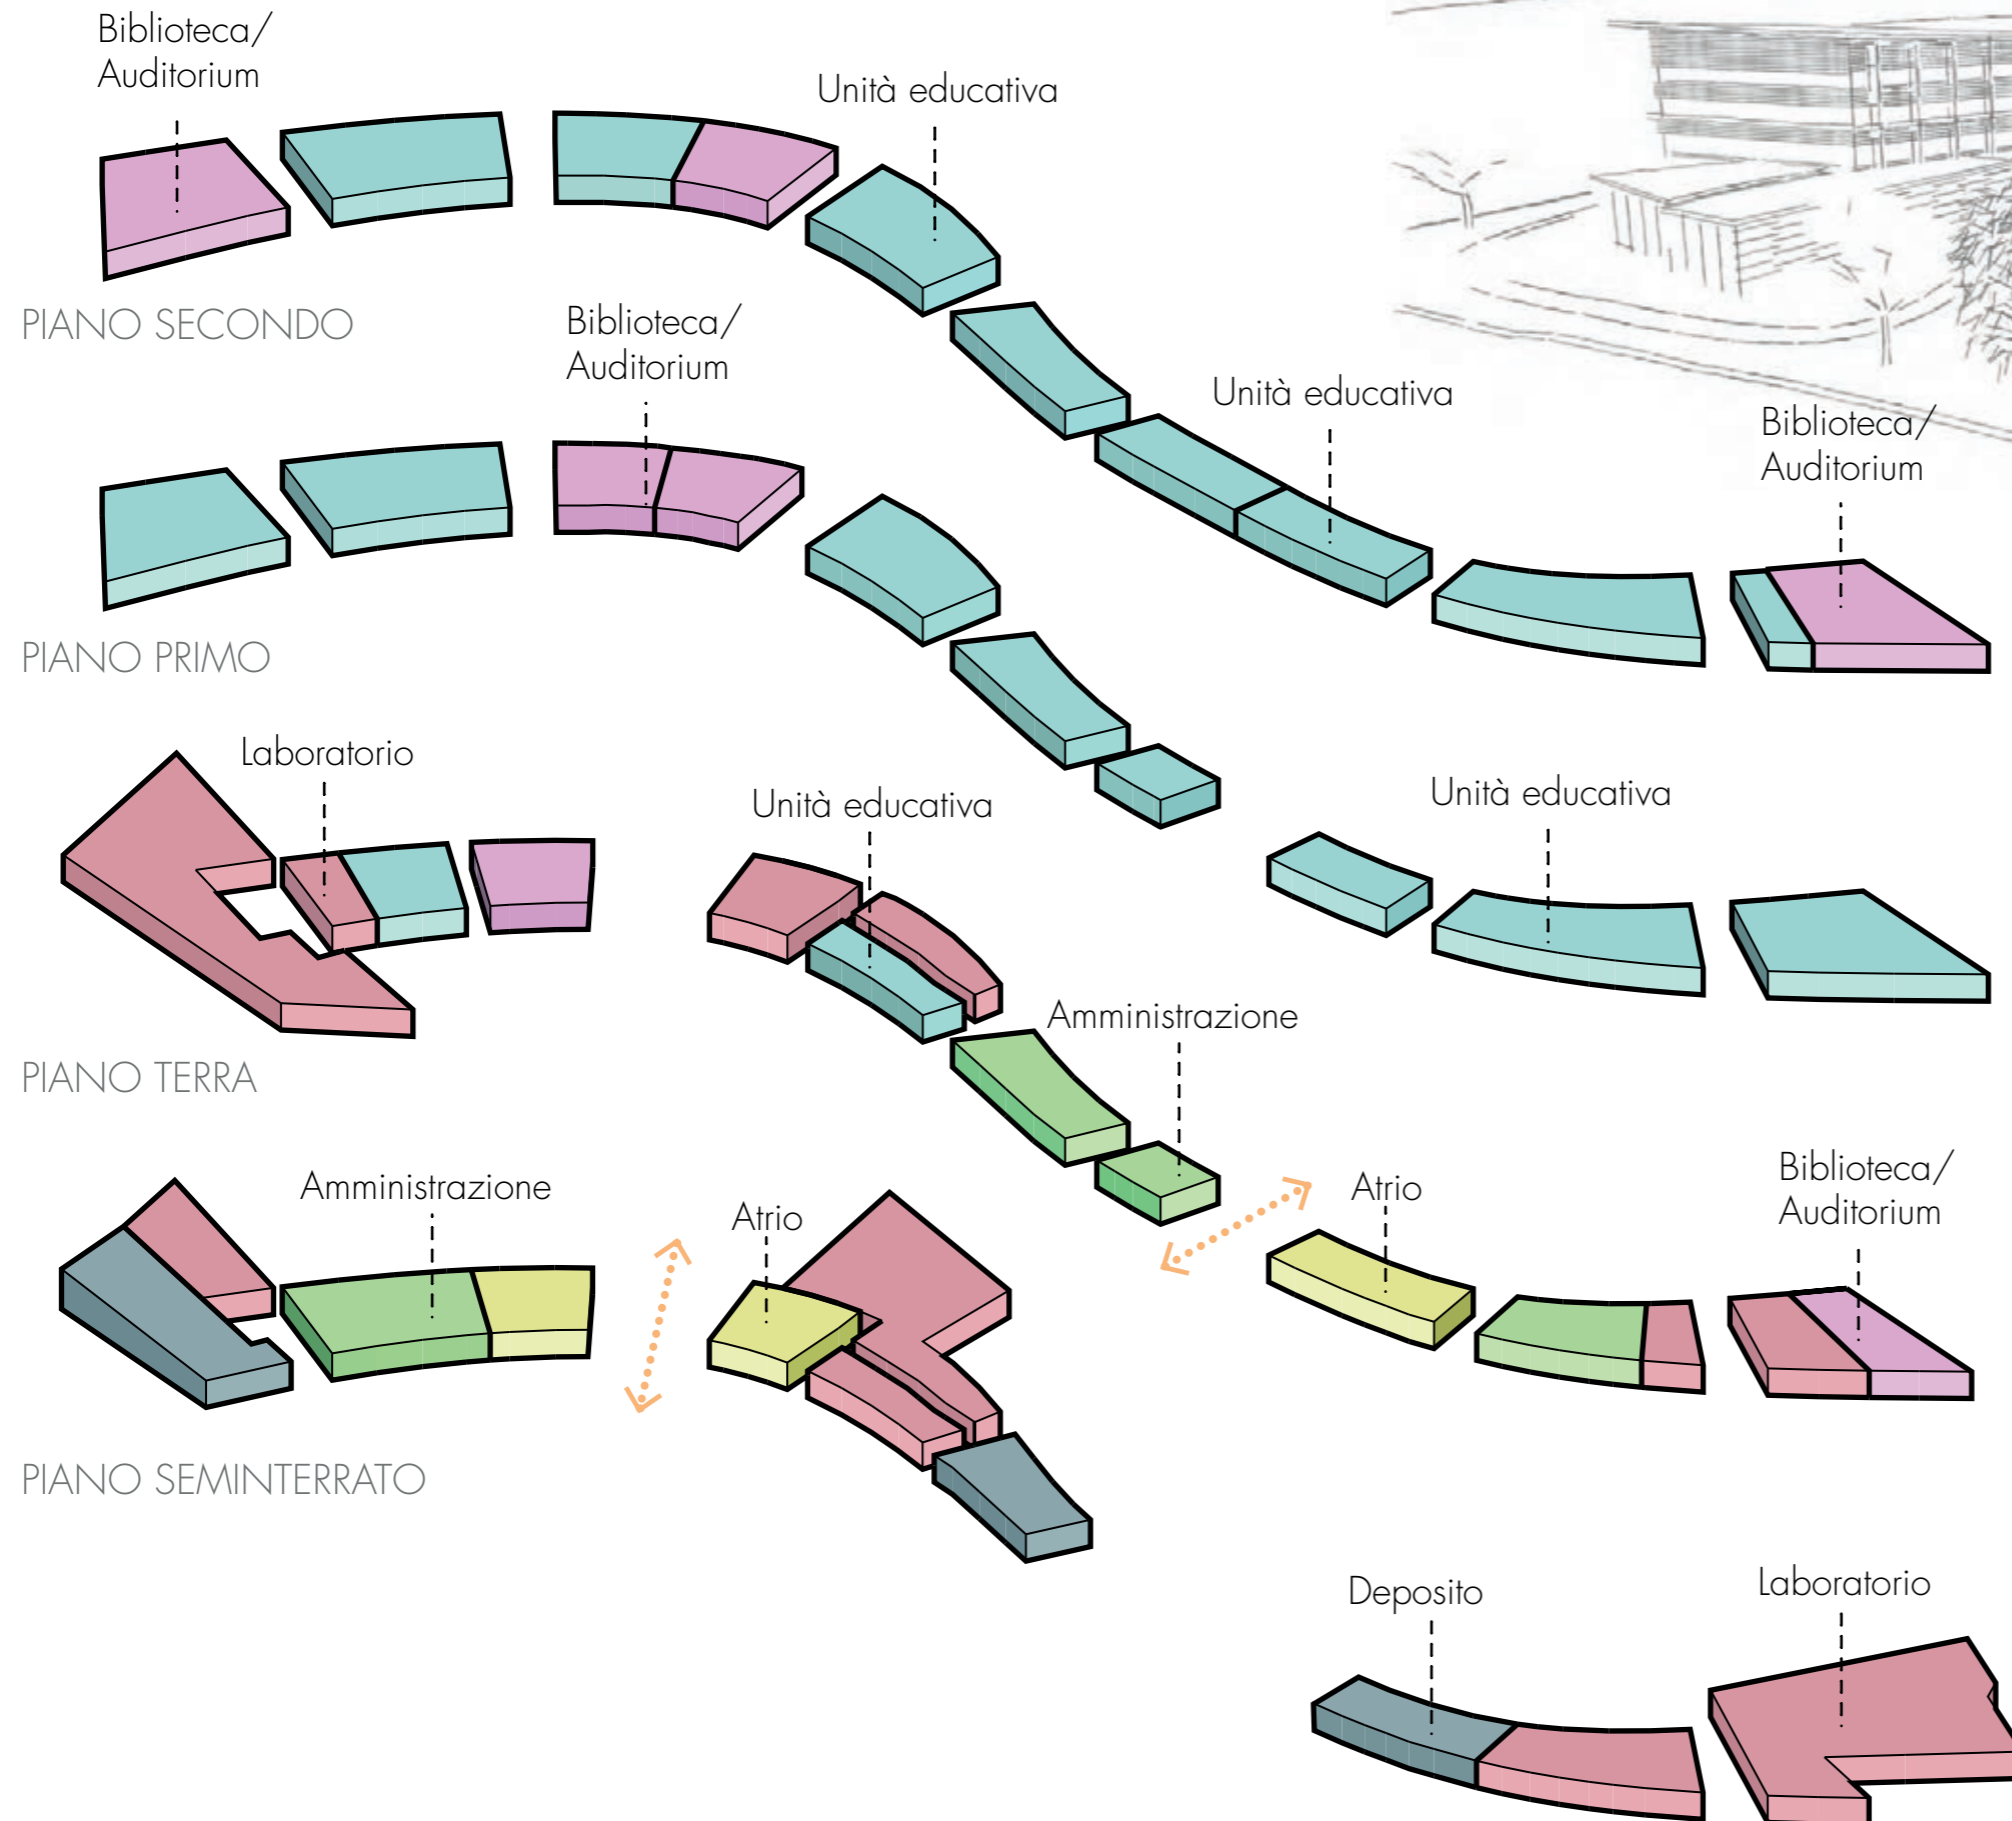 Biblioteca/
Auditorium
Unità educativa
PIANO SECONDO
Biblioteca/
Auditorium
Unità educativa
Biblioteca/
Auditorium
PIANO PRIMO
Laboratorio
Unità educativa
Unità educativa
Amministrazione
PIANO TERRA
Amministrazione
Atrio
Atrio
Biblioteca/
Auditorium
PIANO SEMINTERRATO
Deposito
Laboratorio